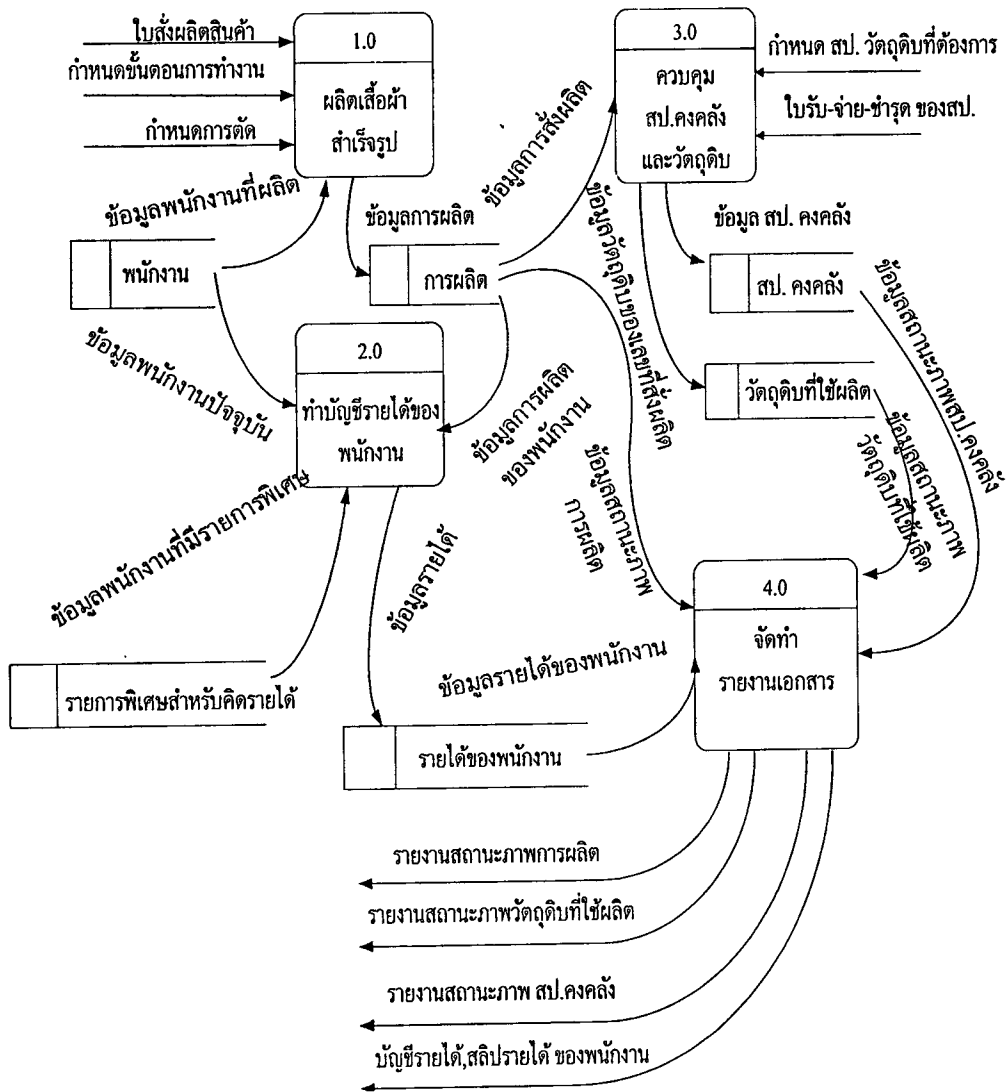 ใบสั่งผลิตสินค้า
กำหนดขั้นตอนการทำงาน
กำหนดการตัด
1.0
ผลิตเสื้อผ้า
สำเร็จรูป
3.0
ควบคุม
สป.คงคลัง
และวัตถุดิบ
กำหนด สป. วัตถุดิบที่ต้องการ
ใบรับ-จ่าย-ชำรุด ของสป.
ข้อมูลพนักงานที่ผลิต
ข้อมูลการผลิต
ข้อมูลการสั่งผลิต
ข้อมูลวัตถุดิบของเลขที่สั่งผลิต
ข้อมูล สป. คงคลัง
พนักงาน
การผลิต
สป. คงคลัง
ข้อมูลสถานะภาพสป.คงคลัง
ข้อมูลพนักงานปัจจุบัน
2.0
ทำบัญชีรายได้ของ
พนักงาน
ข้อมูลการผลิต
ของพนักงาน
วัตถุดิบที่ใช้ผลิต
ข้อมูลสถานะภาพ
วัตถุดิบที่ใช้ผลิต
ข้อมูลสถานะภาพ
การผลิต
ข้อมูลพนักงานที่มีรายการพิเศษ
ข้อมูลรายได้
4.0
จัดทำ
รายงานเอกสาร
ข้อมูลรายได้ของพนักงาน
รายการพิเศษสำหรับคิดรายได้
รายได้ของพนักงาน
รายงานสถานะภาพการผลิต
รายงานสถานะภาพวัตถุดิบที่ใช้ผลิต
รายงานสถานะภาพ สป.คงคลัง
บัญชีรายได้,สลิปรายได้ ของพนักงาน